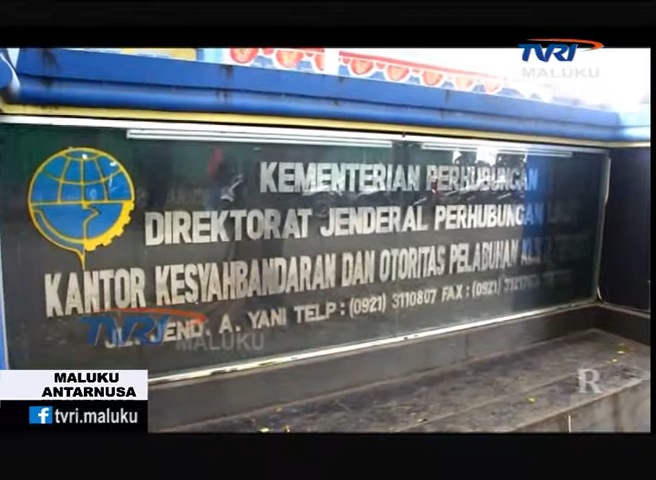 TVRI
MALUKU
KEMENTERIAN PERHUBUNGAN
DIREKTORAT JENDERAL PERHUBUNGAN LAUT
KANTOR KESYAHBANDARAN DAN OTORITAS PELABUHAN
JL. JEND. A. YANI TELP : (0921) 3110807 FAX : (0921)
TVRI
MALUKU
MALUKU
ANTARNUSA
tvri.maluku
R